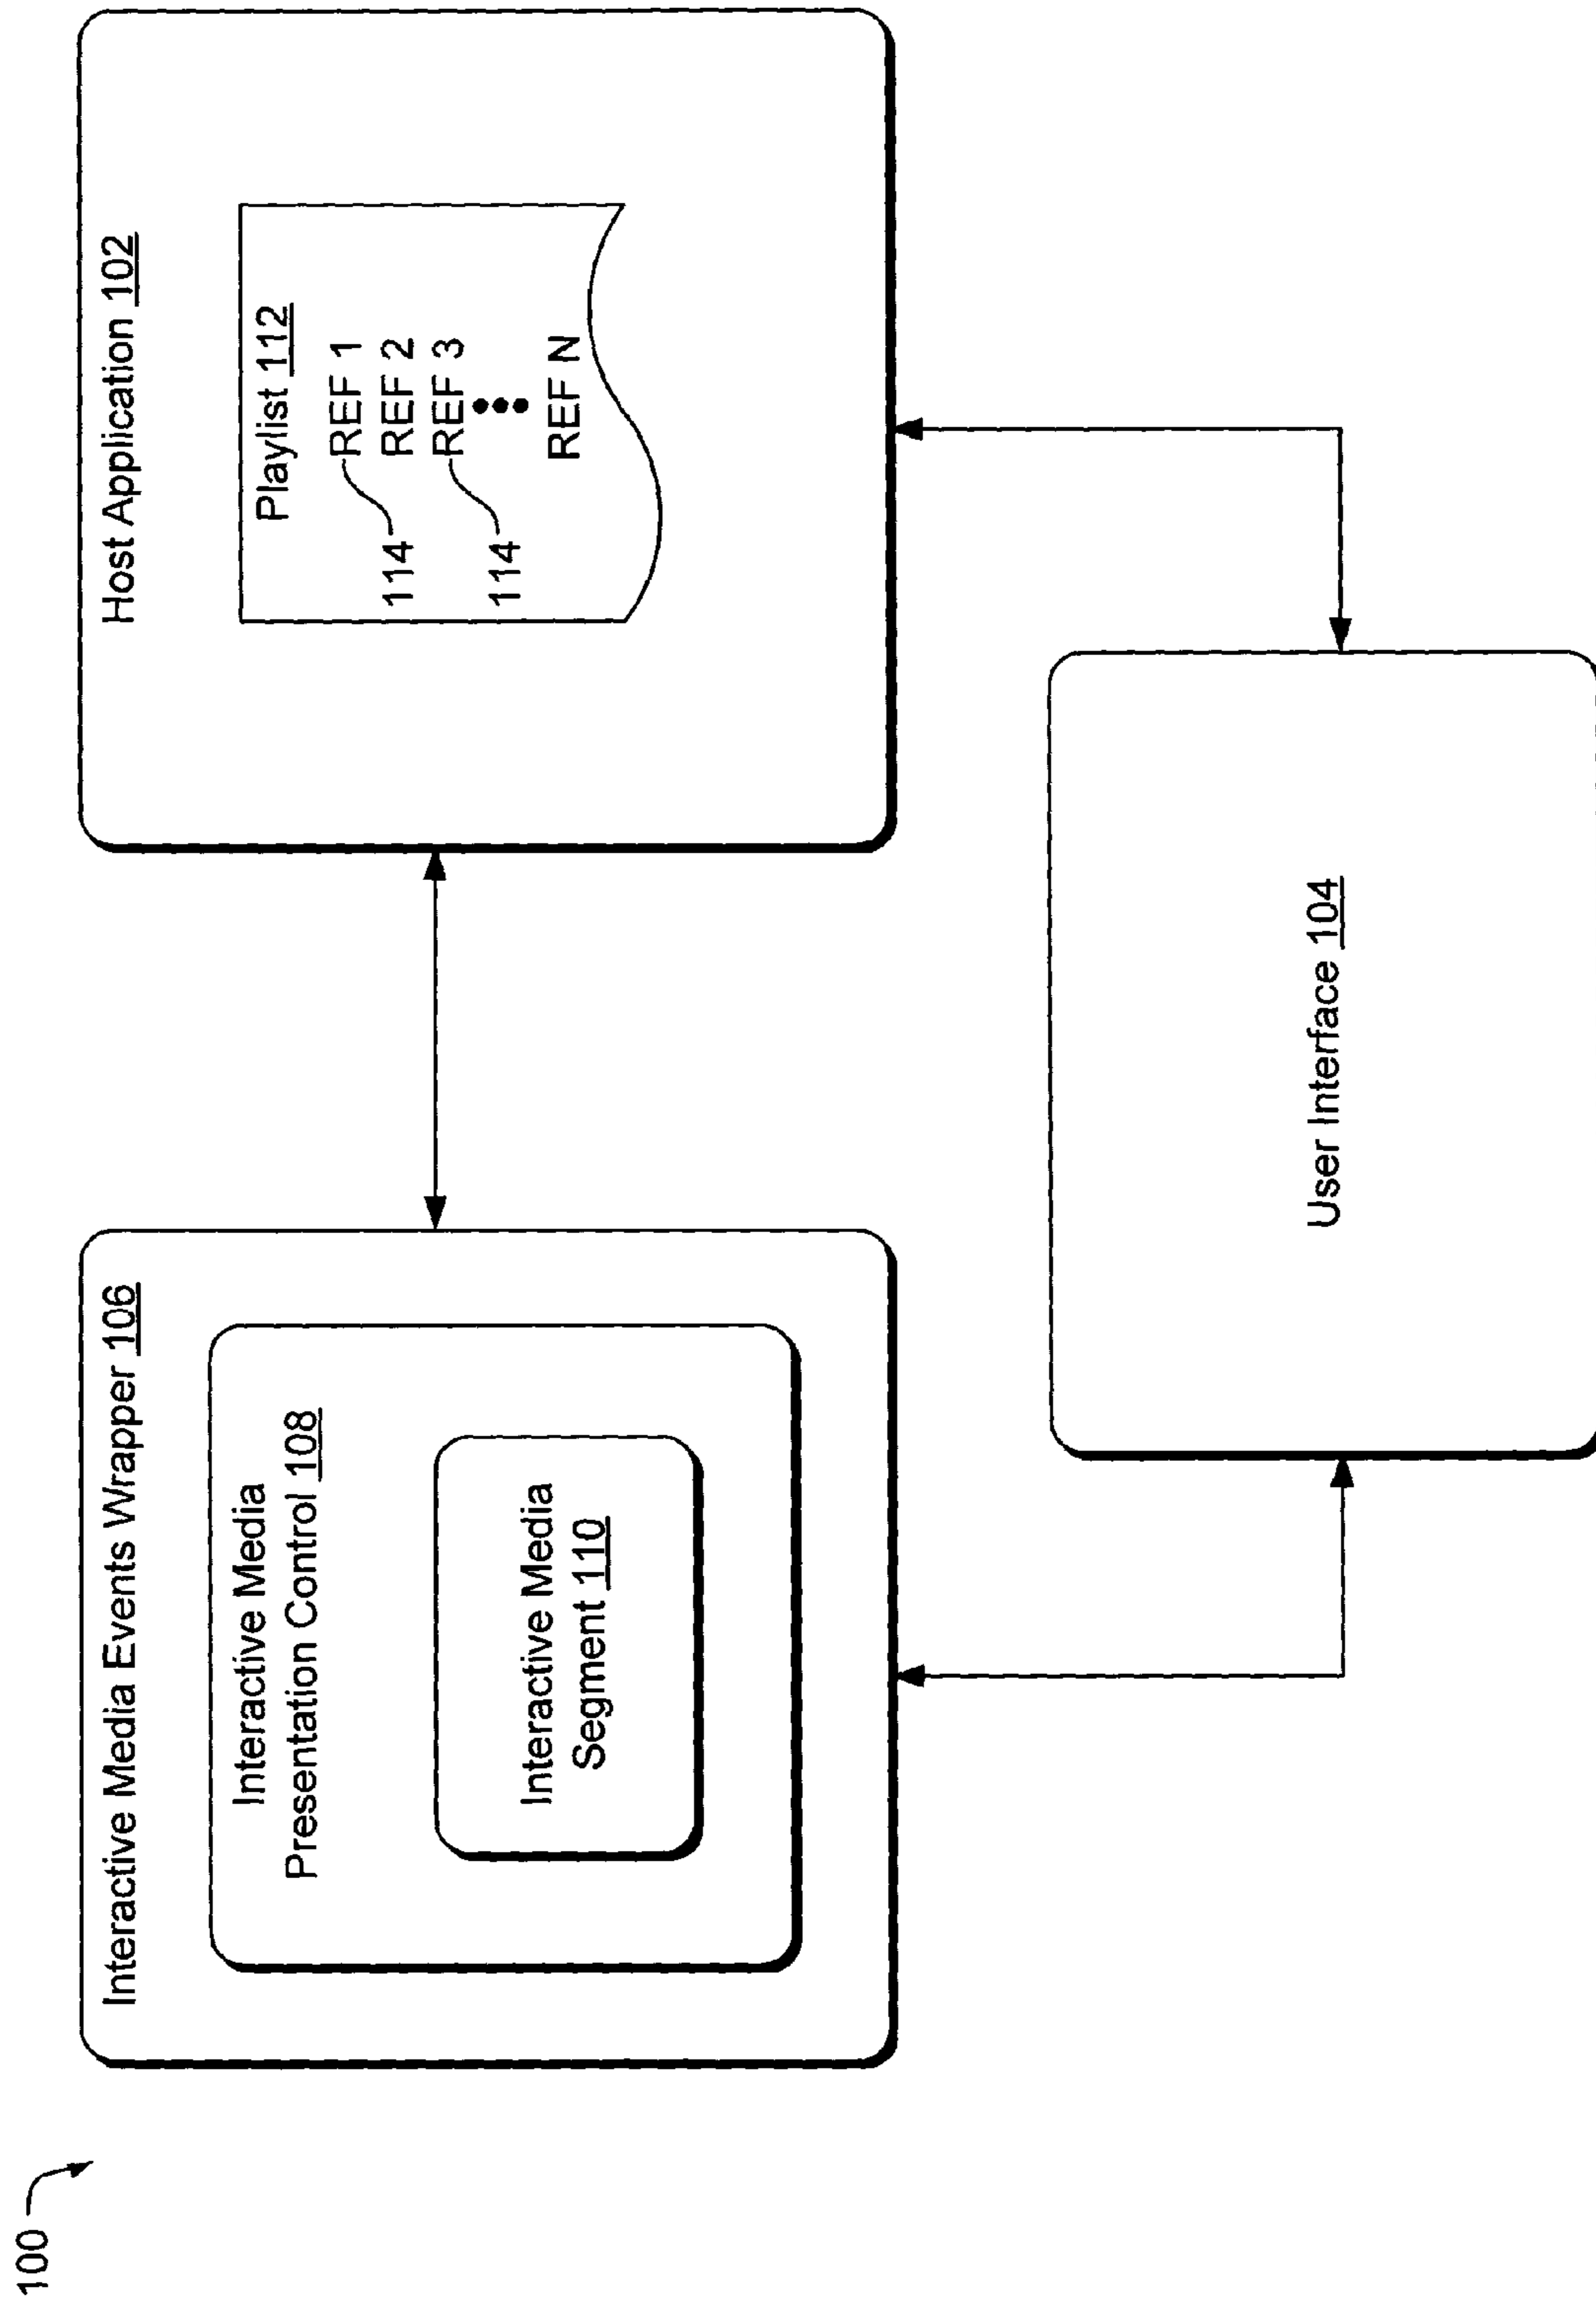 100
Interactive Media Events Wrapper 106
Interactive Media
Presentation Control 108
Interactive Media
Segment 110
Host Application 102
Playlist 112
REF 1
REF 2
REF 3
REF N
114
114
User Interface 104